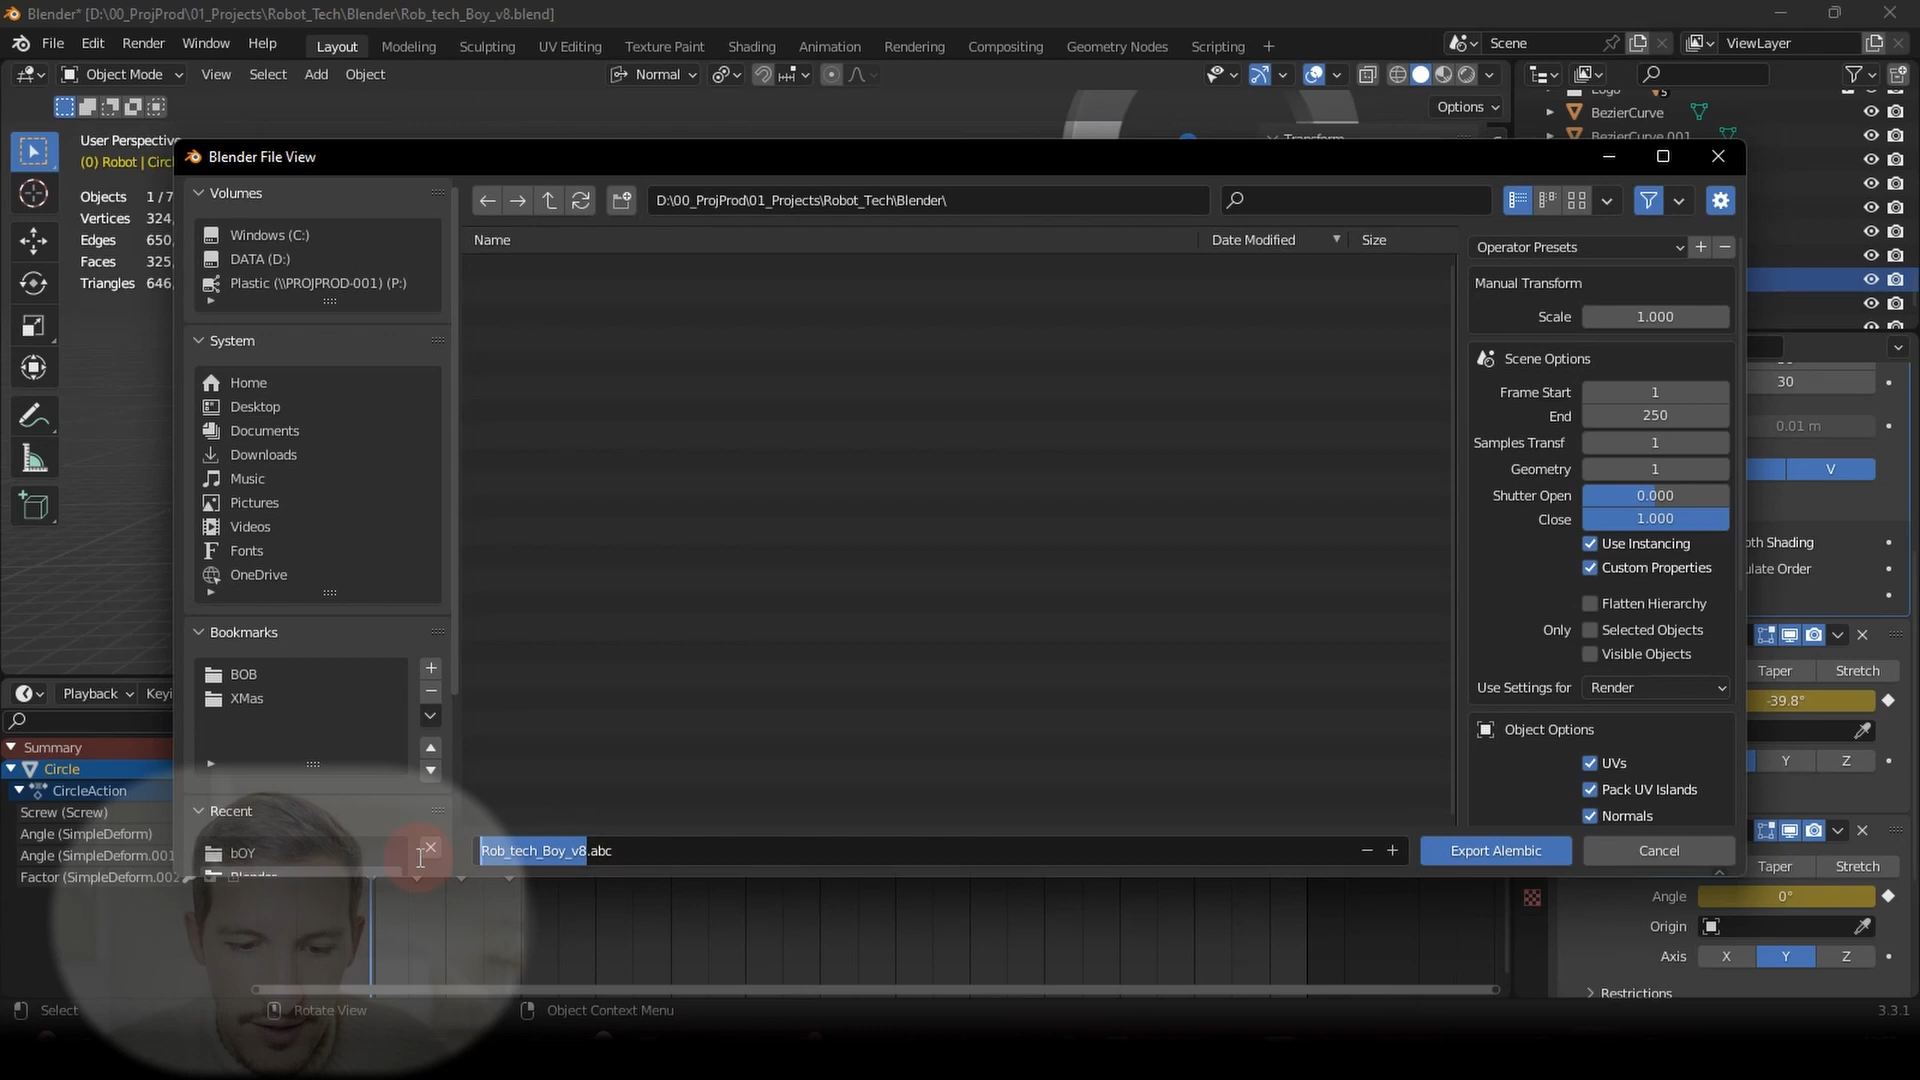 Blender* [D:\00_ProjProd\01_Projects\Robot_Tech\Blender\Rob_tech_Boy_v8.blend]
File Edit Render Window Help Layout Modeling Sculpting UV Editing Texture Paint Shading Animation Rendering Compositing Geometry Nodes Scripting + Scene ViewLayer
Object Mode View Select Add Object Normal
Options
User Perspective
(0) Robot | Circl
Objects 1 / 7
Vertices 324,
Edges 650,
Faces 325,
Triangles 646,
Transform
BezierCurve
BezierCurve.001
Blender File View
Volumes
Windows (C:)
DATA (D:)
Plastic (\\PROJPROD-001) (P:)
System
Home
Desktop
Documents
Downloads
Music
Pictures
Videos
Fonts
OneDrive
Bookmarks
BOB
XMas
Recent
bOY
D:\00_ProjProd\01_Projects\Robot_Tech\Blender\
Name Date Modified Size
Rob_tech_Boy_v8.abc
Export Alembic Cancel
Operator Presets
Manual Transform
Scale 1.000
Scene Options
Frame Start 1
End 250
Samples Transf 1
Geometry 1
Shutter Open 0.000
Close 1.000
Use Instancing
Custom Properties
Flatten Hierarchy
Only Selected Objects
Visible Objects
Use Settings for Render
Object Options
UVs
Pack UV Islands
Normals
30
0.01 m
V
oth Shading
ulate Order
Taper Stretch
-39.8°
Y Z
Taper Stretch
Angle 0°
Origin
Axis X Y Z
Restrictions
Playback Keyi
Summary
Circle
CircleAction
Screw (Screw)
Angle (SimpleDeform)
Angle (SimpleDeform.001
Factor (SimpleDeform.002
Select Rotate View Object Context Menu 3.3.1